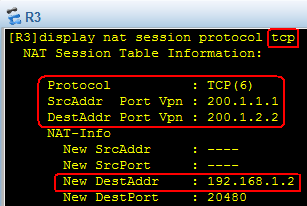 R3
[R3]display nat session protocol tcp
NAT Session Table Information:
Protocol : TCP(6)
SrcAddr Port Vpn : 200.1.1.1
DestAddr Port Vpn : 200.1.2.2
NAT-Info
New SrcAddr : ----
New SrcPort : ----
New DestAddr : 192.168.1.2
New DestPort : 20480